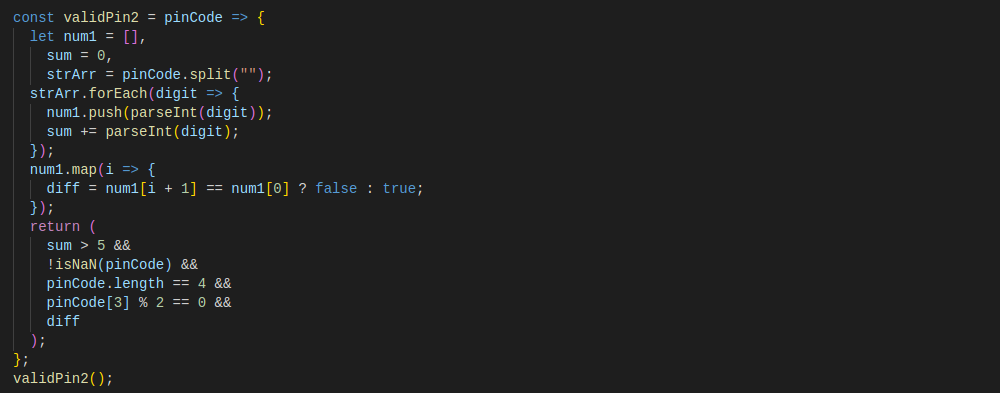 const validPin2 = pinCode => {
  let num1 = [],
    sum = 0,
    strArr = pinCode.split("");
  strArr.forEach(digit => {
    num1.push(parseInt(digit));
    sum += parseInt(digit);
  });
  num1.map(i => {
    diff = num1[i + 1] == num1[0] ? false : true;
  });
  return (
    sum > 5 &&
    !isNaN(pinCode) &&
    pinCode.length == 4 &&
    pinCode[3] % 2 == 0 &&
    diff
  );
};
validPin2();